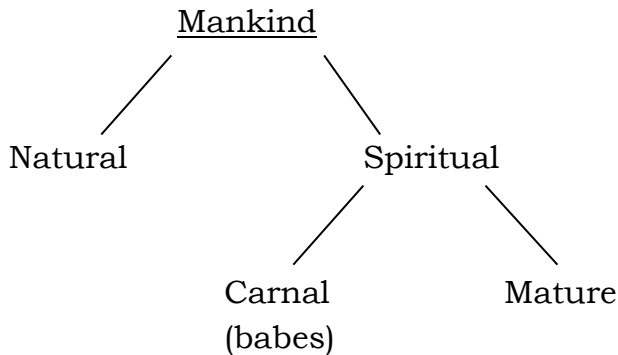 Mankind
Natural
Spiritual
Carnal
(babes)
Mature